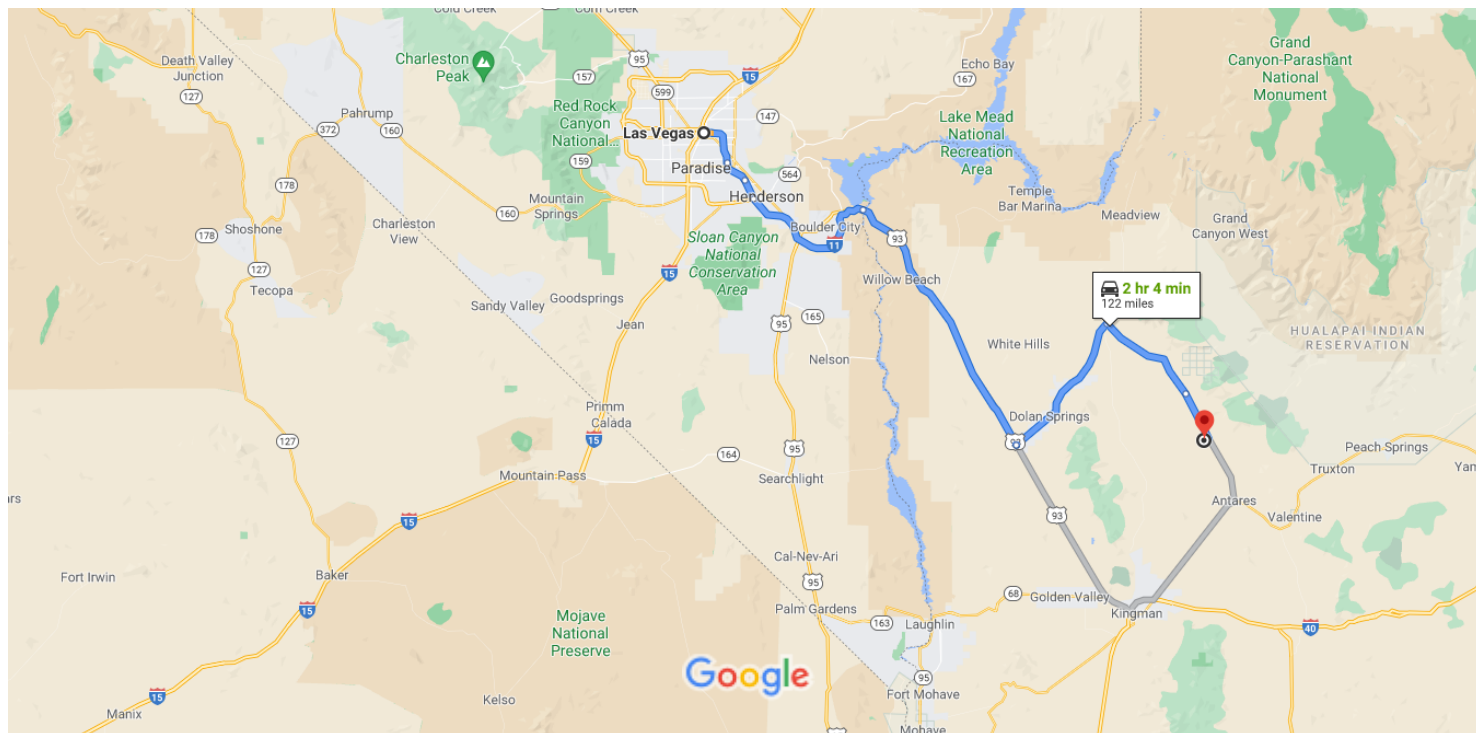 Cold Creek
Corn Creek
Death Valley
Junction
127
Charleston
Peak
95
157
599
15
Echo Bay
167
Grand
Canyon-Parashant
National
Monument
Pahrump
372
160
Red Rock
Canyon
National...
Las Vegas
147
Lake Mead
National
Recreation
Area
159
Paradise
564
178
Mountain
Springs
160
Henderson
Temple
Bar Marina
Meadview
178
Shoshone
Charleston
View
Boulder City
11
93
Grand
Canyon West
127
Tecopa
Sloan Canyon
National
Conservation
Area
15
Willow Beach
2 hr 4 min
122 miles
Sandy Valley
Goodsprings
Jean
95
165
HUALAPAI INDIAN
RESERVATION
Nelson
White Hills
Primm
Calada
Dolan Springs
127
15
95
93
Peach Springs
164
Truxton
Yam
Mountain Pass
Searchlight
ars
15
93
Antares
Valentine
Fort Irwin
Baker
Cal-Nev-Ari
95
15
Palm Gardens
68
Golden Valley
Kingman
40
Mojave
National
Preserve
163
Laughlin
Google
95
Fort Mohave
Kelso
15
Manix
Mohave